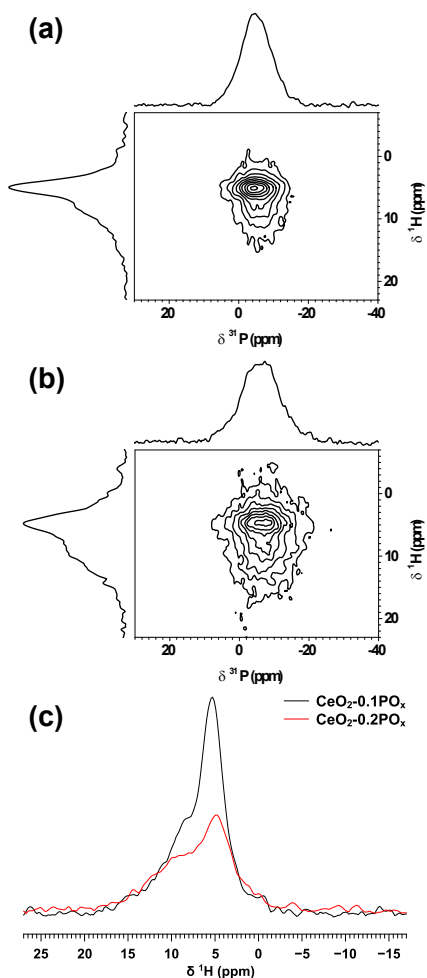 (a)
0
10
20
δ ¹H (ppm)
20 0 -20 -40
δ ³¹P (ppm)
(b)
0
10
20
δ ¹H (ppm)
20 0 -20 -40
δ ³¹P (ppm)
(c)
CeO₂-0.1POₓ
CeO₂-0.2POₓ
25 20 15 10 5 0 -5 -10 -15
δ ¹H (ppm)